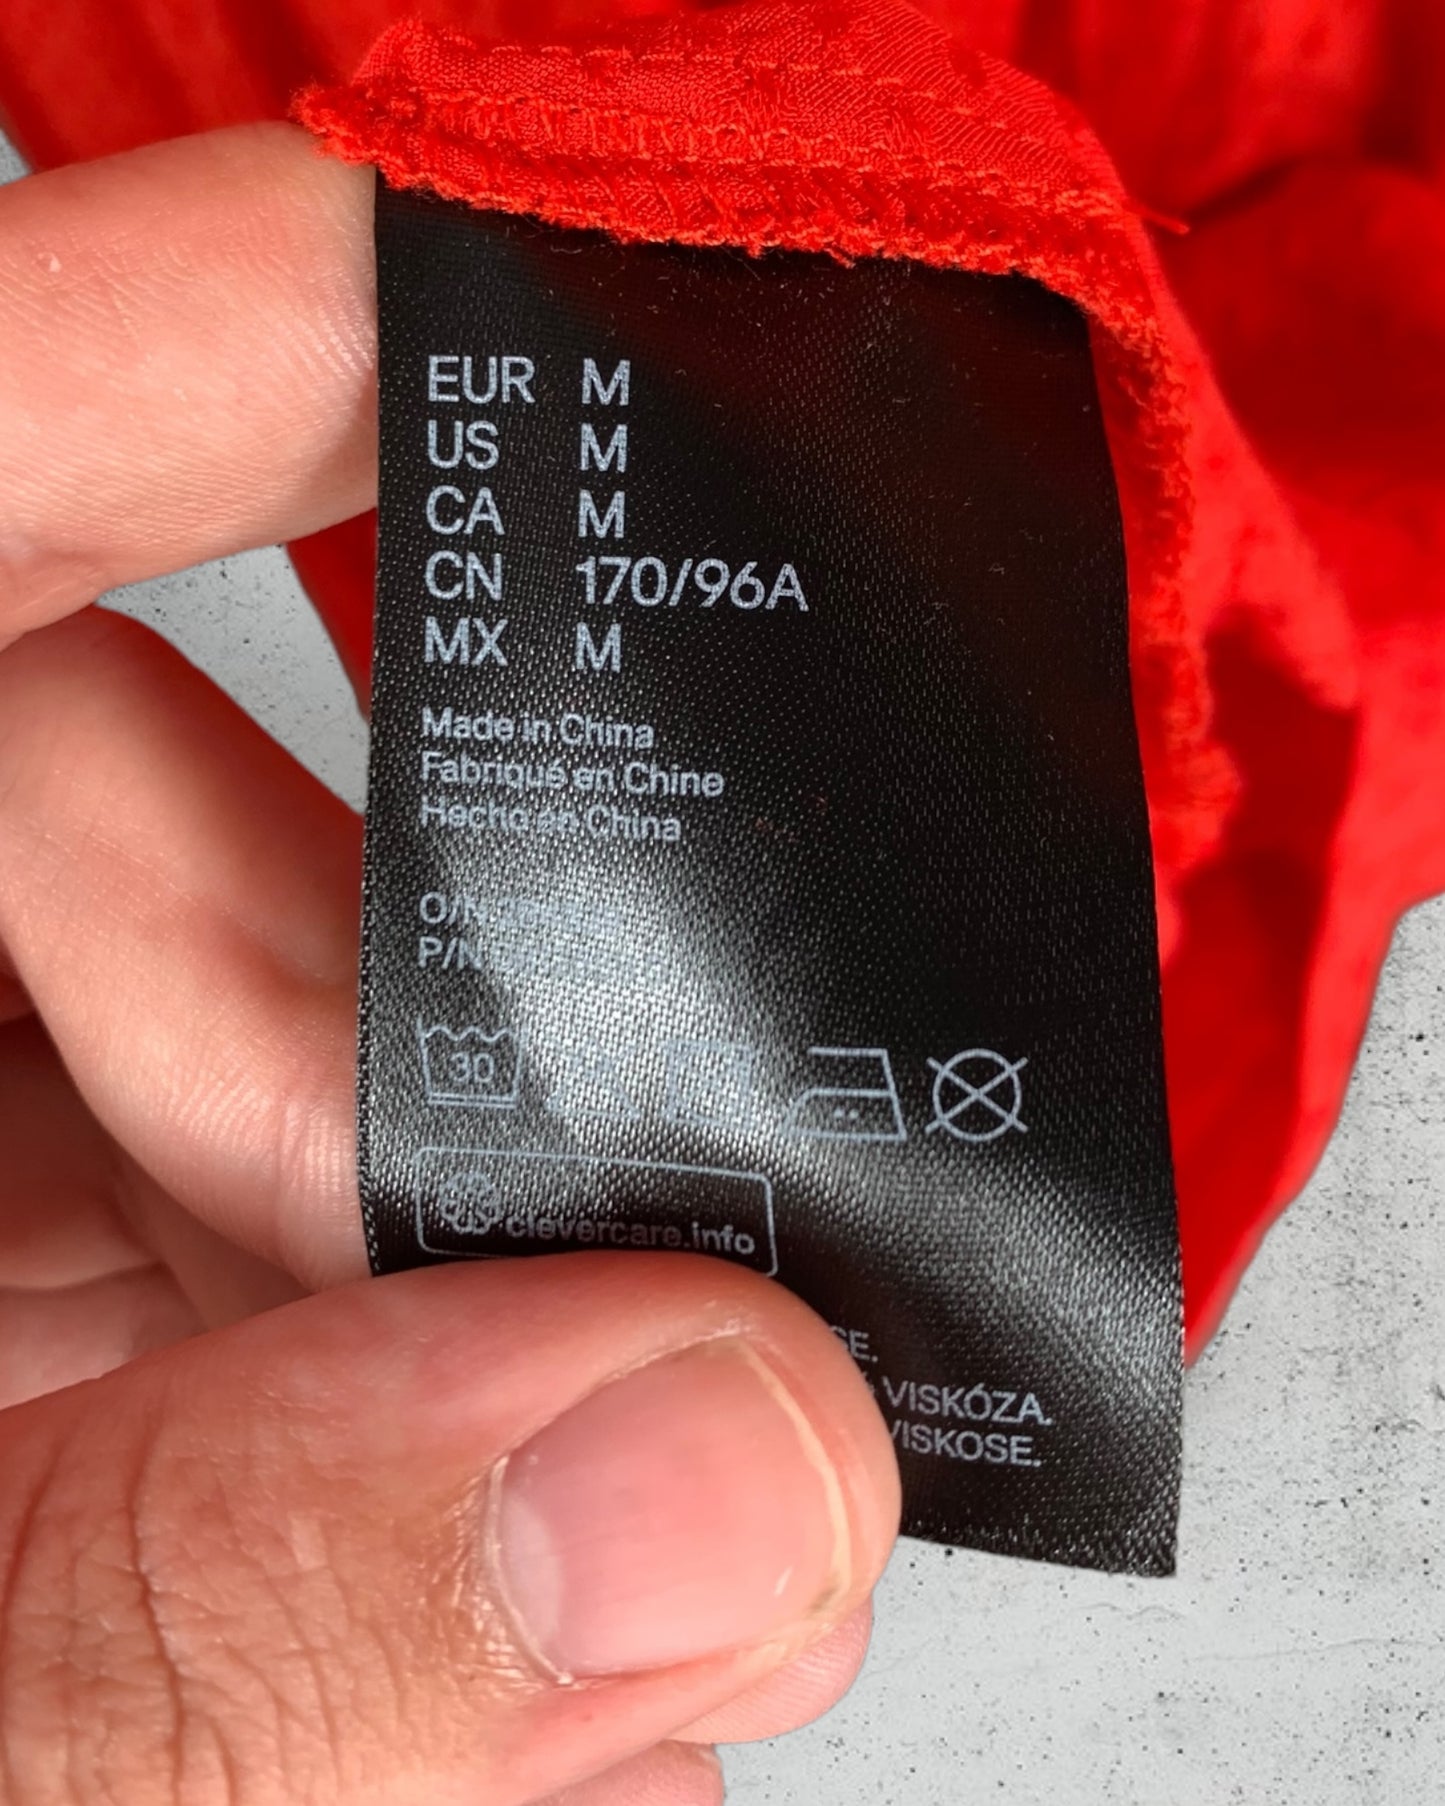 EUR M
US M
CA M
CN 170/96A
MX M
Made in China
Fabriqué en Chine
Hecho en China
O/N
P/N
30
clevercare.info
VISKÓZA.
VISKOSE.